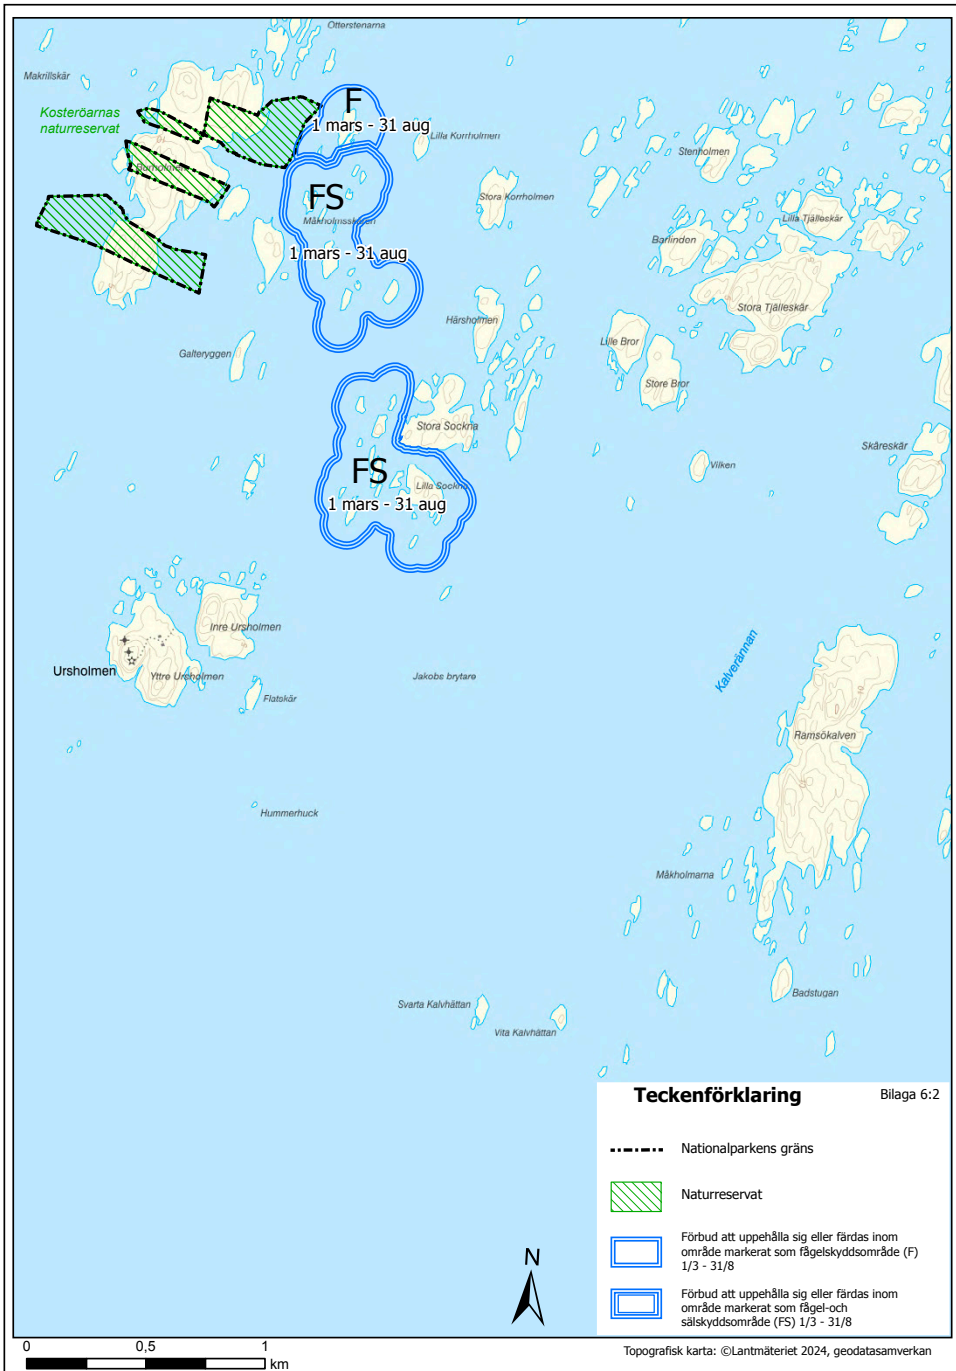 Otterstenarna
Makrillskär
Kosteröarnas
naturreservat
F
1 mars - 31 aug
Lilla Korrholmen
Stenholmen
Burholmen
FS
Måkholmsskären
1 mars - 31 aug
Stora Korrholmen
Lilla Tjälleskär
Barlinden
Stora Tjälleskär
Härsholmen
Lille Bror
Galteryggen
Store Bror
Stora Sockna
Skåreskär
FS
Vilken
Lilla Sockna
1 mars - 31 aug
Inre Ursholmen
Ursholmen
Yttre Ursholmen
Jakobs brytare
Kalverännan
Flatskär
Ramsökalven
Hummerhuck
Måkholmarna
Badstugan
Svarta Kalvhättan
Vita Kalvhättan
Teckenförklaring
Bilaga 6:2
Nationalparkens gräns
Naturreservat
Förbud att uppehålla sig eller färdas inom
område markerat som fågelskyddsområde (F)
1/3 - 31/8
Förbud att uppehålla sig eller färdas inom
område markerat som fågel-och
sälskyddsområde (FS) 1/3 - 31/8
N
0 0,5 1
km
Topografisk karta: ©Lantmäteriet 2024, geodatasamverkan